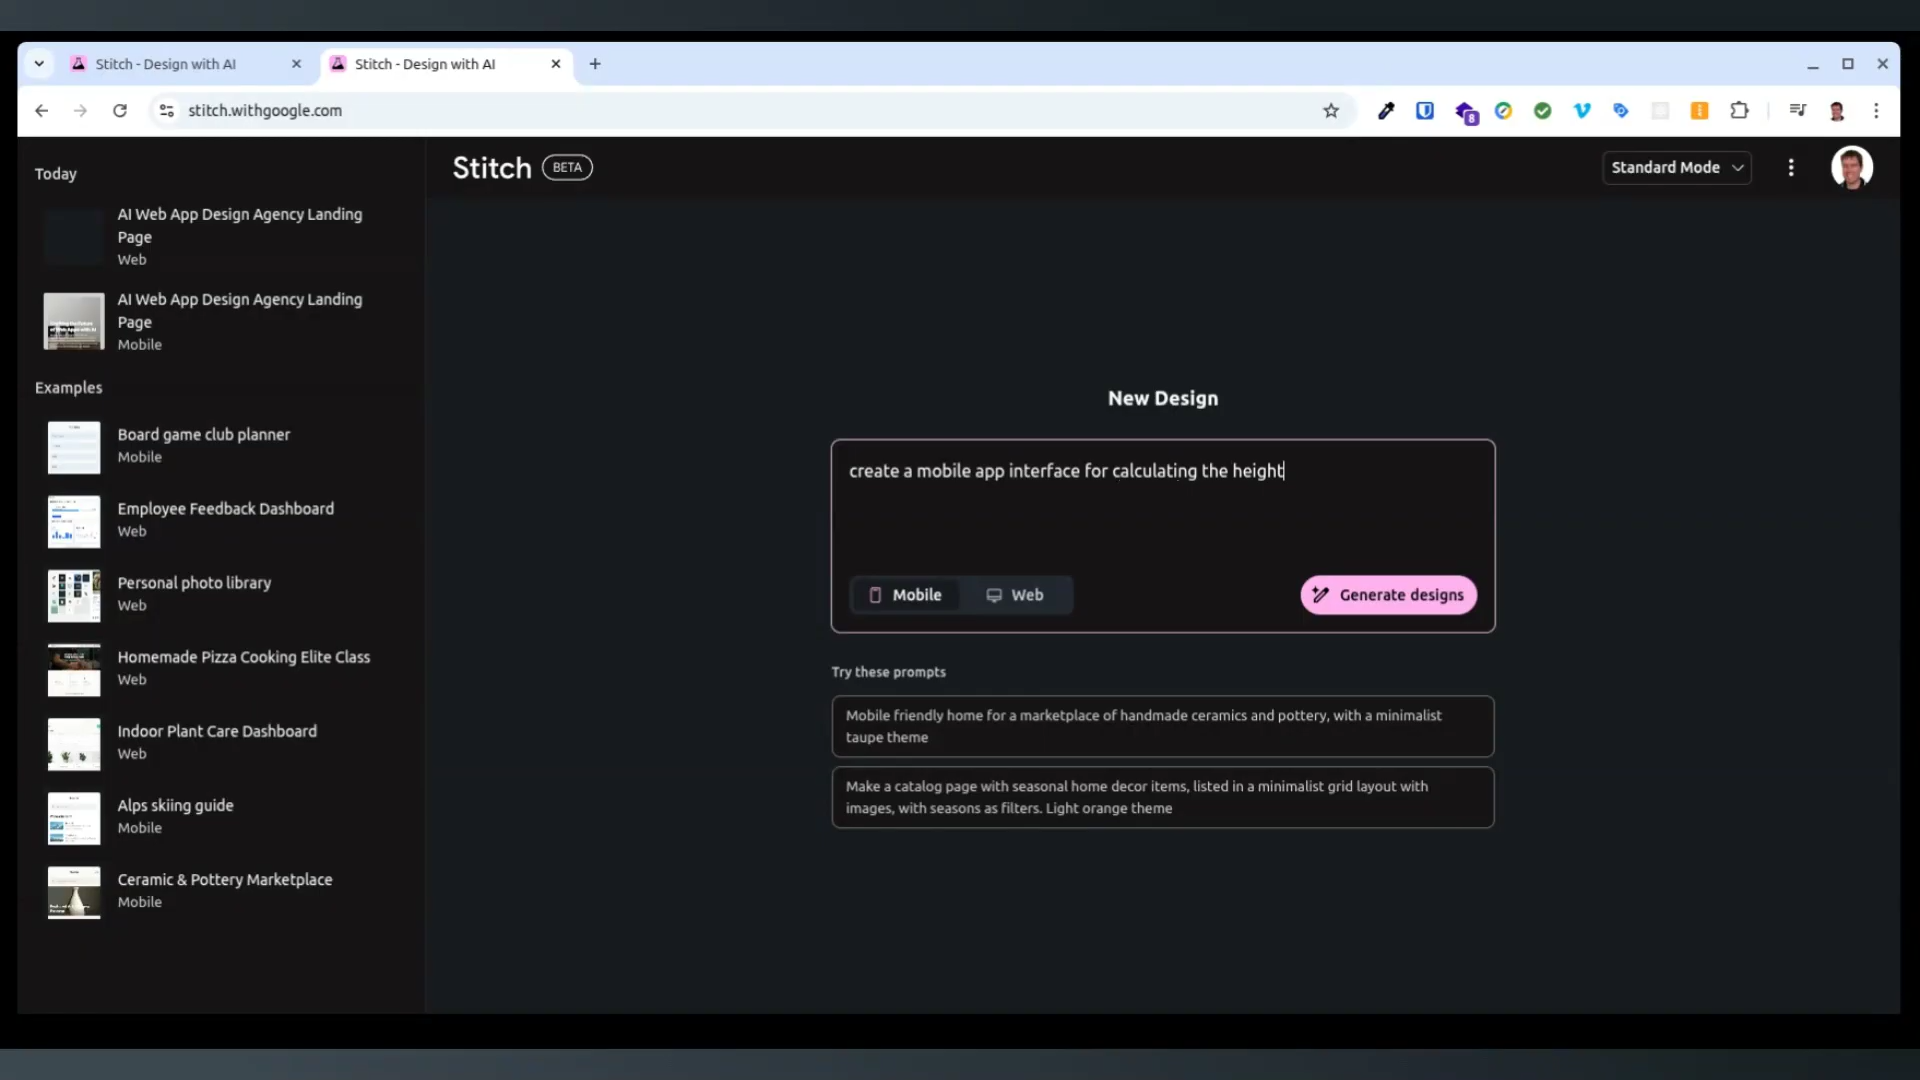 Stitch - Design with AI
Stitch - Design with AI
stitch.withgoogle.com
8
Today
AI Web App Design Agency Landing
Page
Web
AI Web App Design Agency Landing
Page
Mobile
Examples
Board game club planner
Mobile
Employee Feedback Dashboard
Web
Personal photo library
Web
Homemade Pizza Cooking Elite Class
Web
Indoor Plant Care Dashboard
Web
Alps skiing guide
Mobile
Ceramic & Pottery Marketplace
Mobile
Stitch BETA
Standard Mode
New Design
create a mobile app interface for calculating the height
Mobile
Web
Generate designs
Try these prompts
Mobile friendly home for a marketplace of handmade ceramics and pottery, with a minimalist
taupe theme
Make a catalog page with seasonal home decor items, listed in a minimalist grid layout with
images, with seasons as filters. Light orange theme